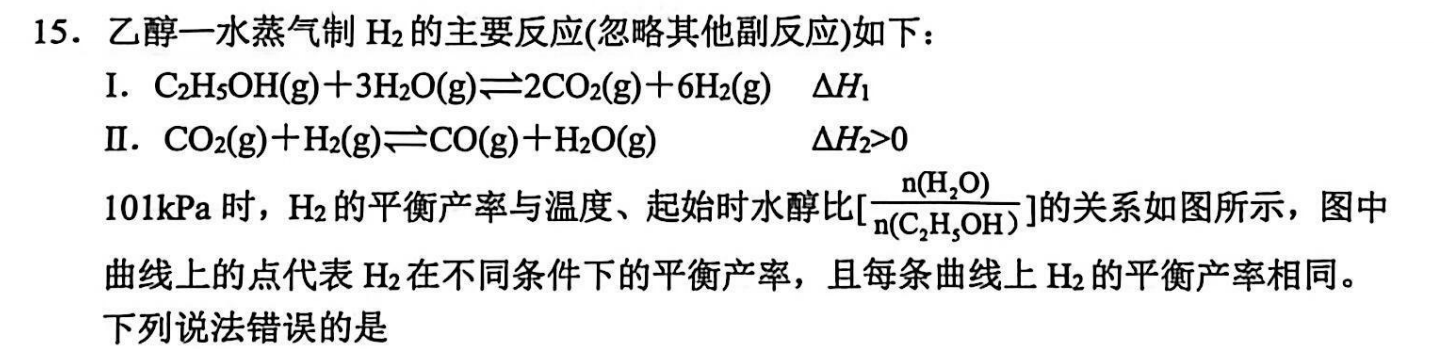 15．乙醇—水蒸气制 H₂ 的主要反应(忽略其他副反应)如下：
Ⅰ．C₂H₅OH(g)＋3H₂O(g)⇌2CO₂(g)＋6H₂(g) ΔH₁
Ⅱ．CO₂(g)＋H₂(g)⇌CO(g)＋H₂O(g) ΔH₂>0
101kPa 时，H₂ 的平衡产率与温度、起始时水醇比[n(H₂O)/n(C₂H₅OH)]的关系如图所示，图中
曲线上的点代表 H₂ 在不同条件下的平衡产率，且每条曲线上 H₂ 的平衡产率相同。
下列说法错误的是